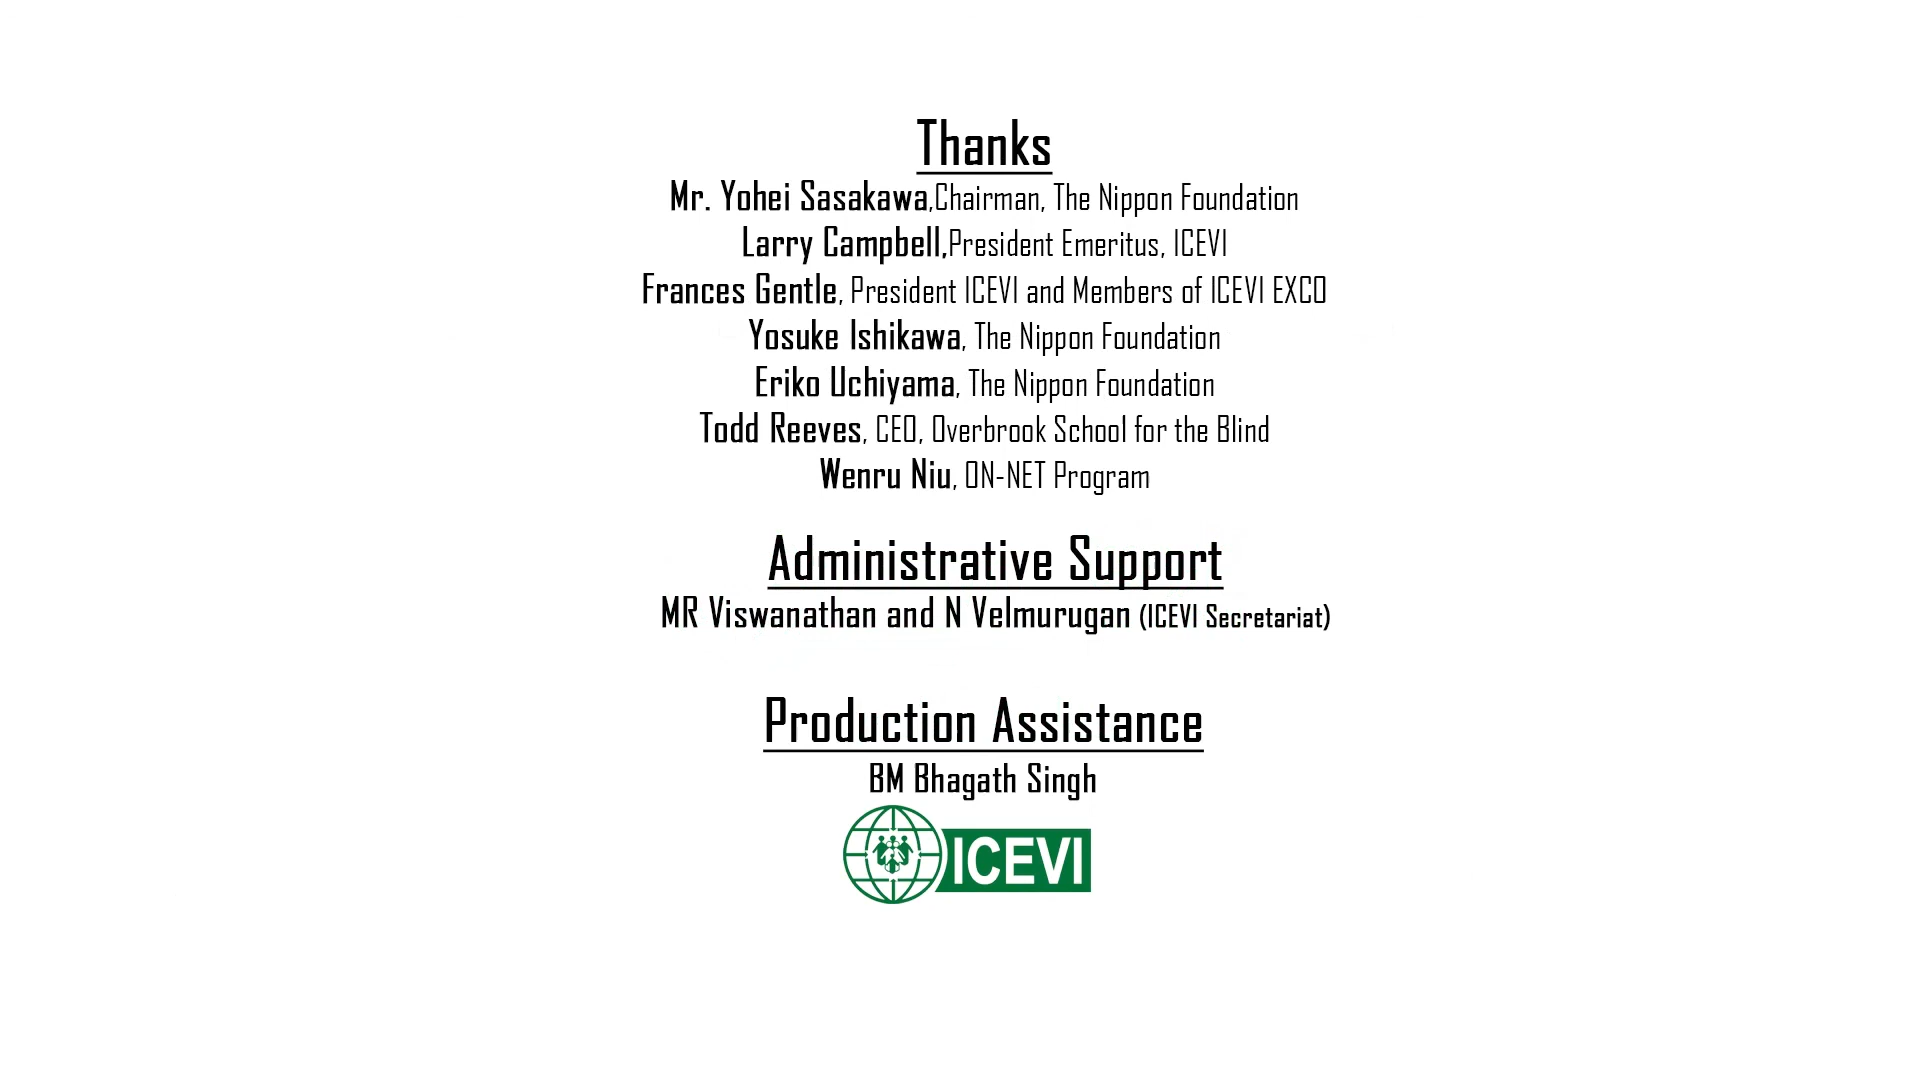 Thanks
Mr. Yohei Sasakawa,Chairman, The Nippon Foundation
Larry Campbell,President Emeritus, ICEVI
Frances Gentle, President ICEVI and Members of ICEVI EXCO
Yosuke Ishikawa, The Nippon Foundation
Eriko Uchiyama, The Nippon Foundation
Todd Reeves, CEO, Overbrook School for the Blind
Wenru Niu, ON-NET Program
Administrative Support
MR Viswanathan and N Velmurugan (ICEVI Secretariat)
Production Assistance
BM Bhagath Singh
ICEVI